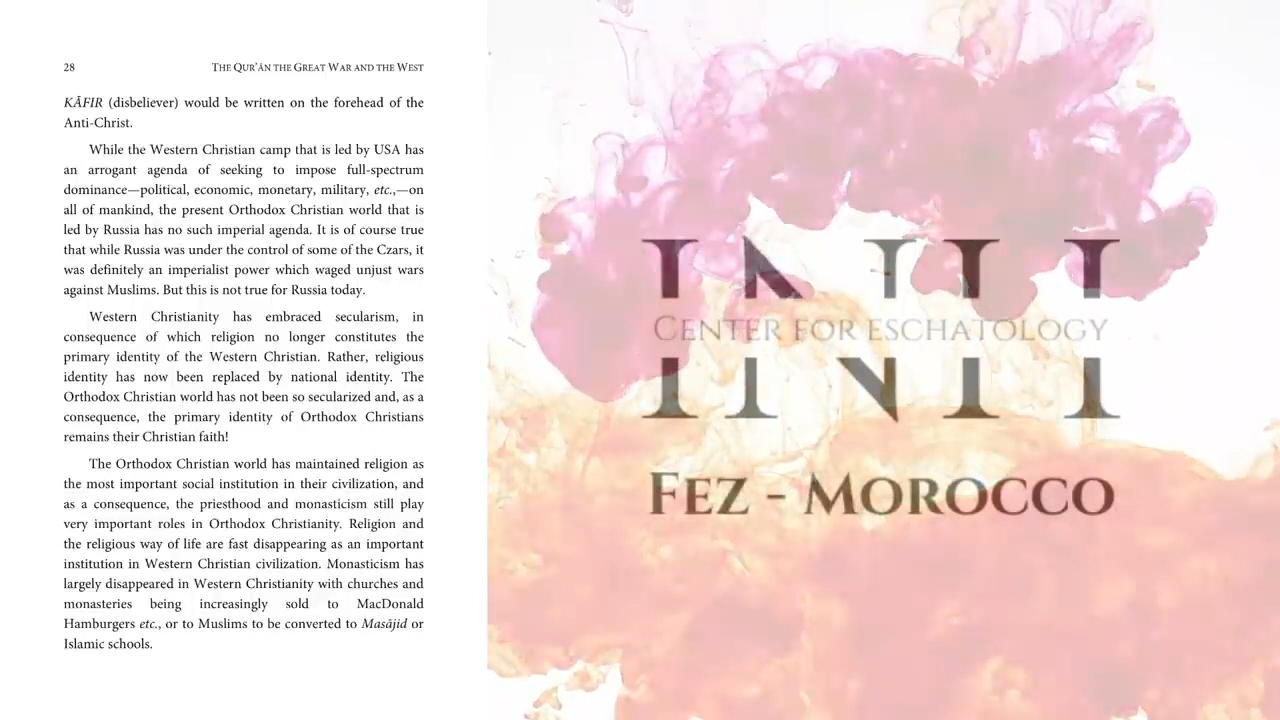 28 THE QUR'ĀN THE GREAT WAR AND THE WEST
KĀFIR (disbeliever) would be written on the forehead of the
Anti-Christ.
While the Western Christian camp that is led by USA has
an arrogant agenda of seeking to impose full-spectrum
dominance—political, economic, monetary, military, etc.,—on
all of mankind, the present Orthodox Christian world that is
led by Russia has no such imperial agenda. It is of course true
that while Russia was under the control of some of the Czars, it
was definitely an imperialist power which waged unjust wars
against Muslims. But this is not true for Russia today.
Western Christianity has embraced secularism, in
consequence of which religion no longer constitutes the
primary identity of the Western Christian. Rather, religious
identity has now been replaced by national identity. The
Orthodox Christian world has not been so secularized and, as a
consequence, the primary identity of Orthodox Christians
remains their Christian faith!
The Orthodox Christian world has maintained religion as
the most important social institution in their civilization, and
as a consequence, the priesthood and monasticism still play
very important roles in Orthodox Christianity. Religion and
the religious way of life are fast disappearing as an important
institution in Western Christian civilization. Monasticism has
largely disappeared in Western Christianity with churches and
monasteries being increasingly sold to MacDonald
Hamburgers etc., or to Muslims to be converted to Masājid or
Islamic schools.
INH
CENTER FOR ESCHATOLOGY
FEZ - MOROCCO